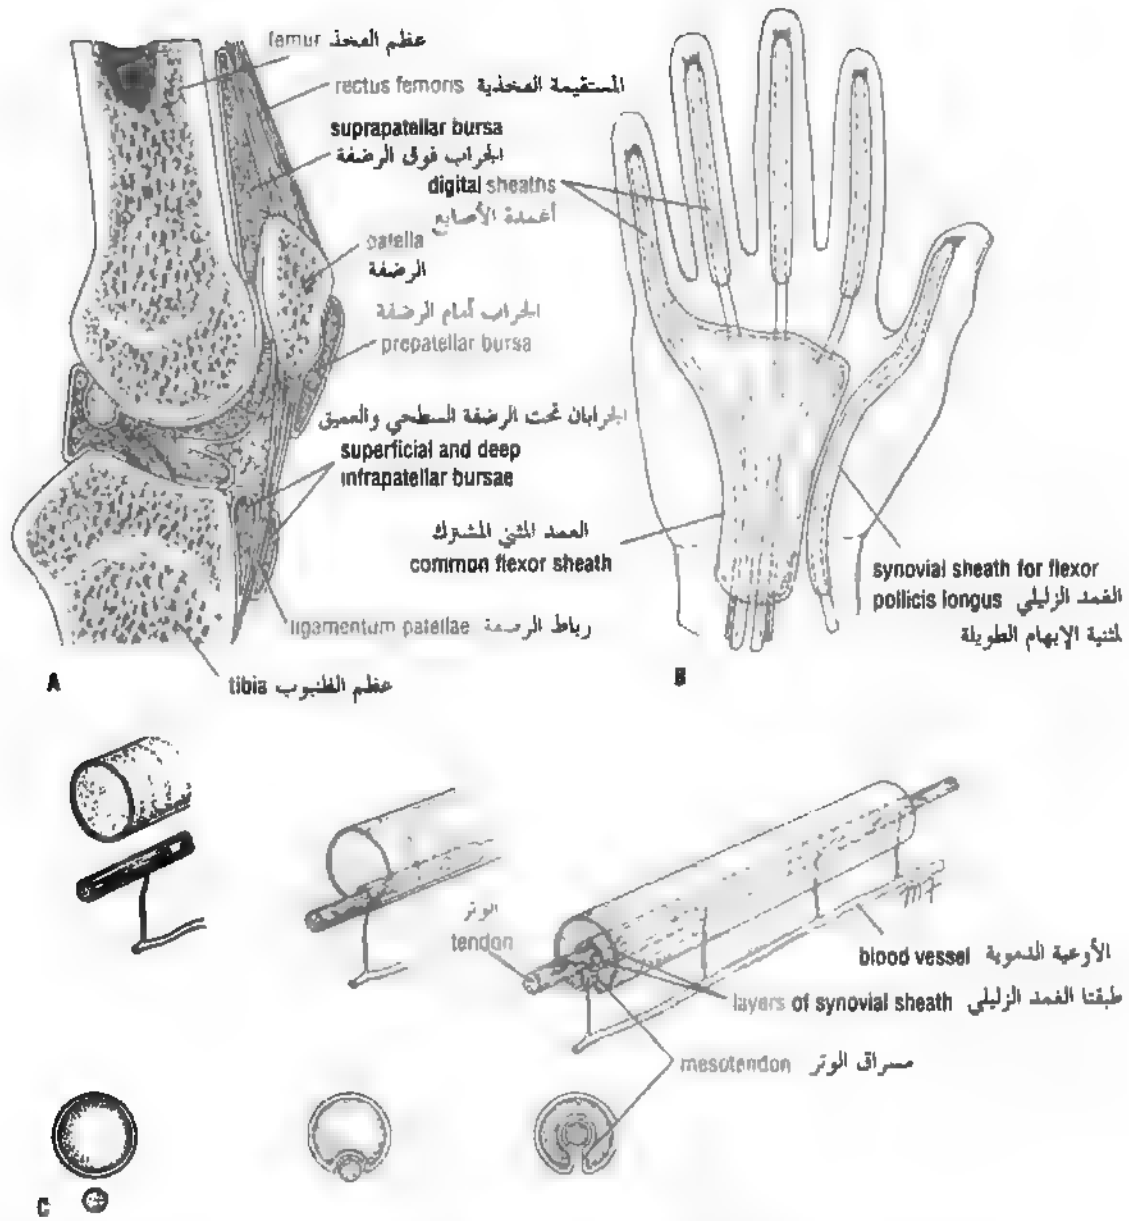 femur عظم الفخذ
rectus femoris المستقيمة الفخذية
suprapatellar bursa
الجراب فوق الرضفة
digital sheaths
أغمدة الأصابع
patella
الرضفة
الجراب أمام الرضفة
prepatellar bursa
الجرابان تحت الرضفة السطحي والعميق
superficial and deep
infrapatellar bursae
الغمد المثني المشترك
common flexor sheath
synovial sheath for flexor
pollicis longus الغمد الزليلي
لمثنية الإبهام الطويلة
ligamentum patellae رباط الرضفة
tibia عظم الظنبوب
A
B
الوتر
tendon
blood vessel الأوعية الدموية
layers of synovial sheath طبقتا الغمد الزليلي
mesotendon مسراق الوتر
C